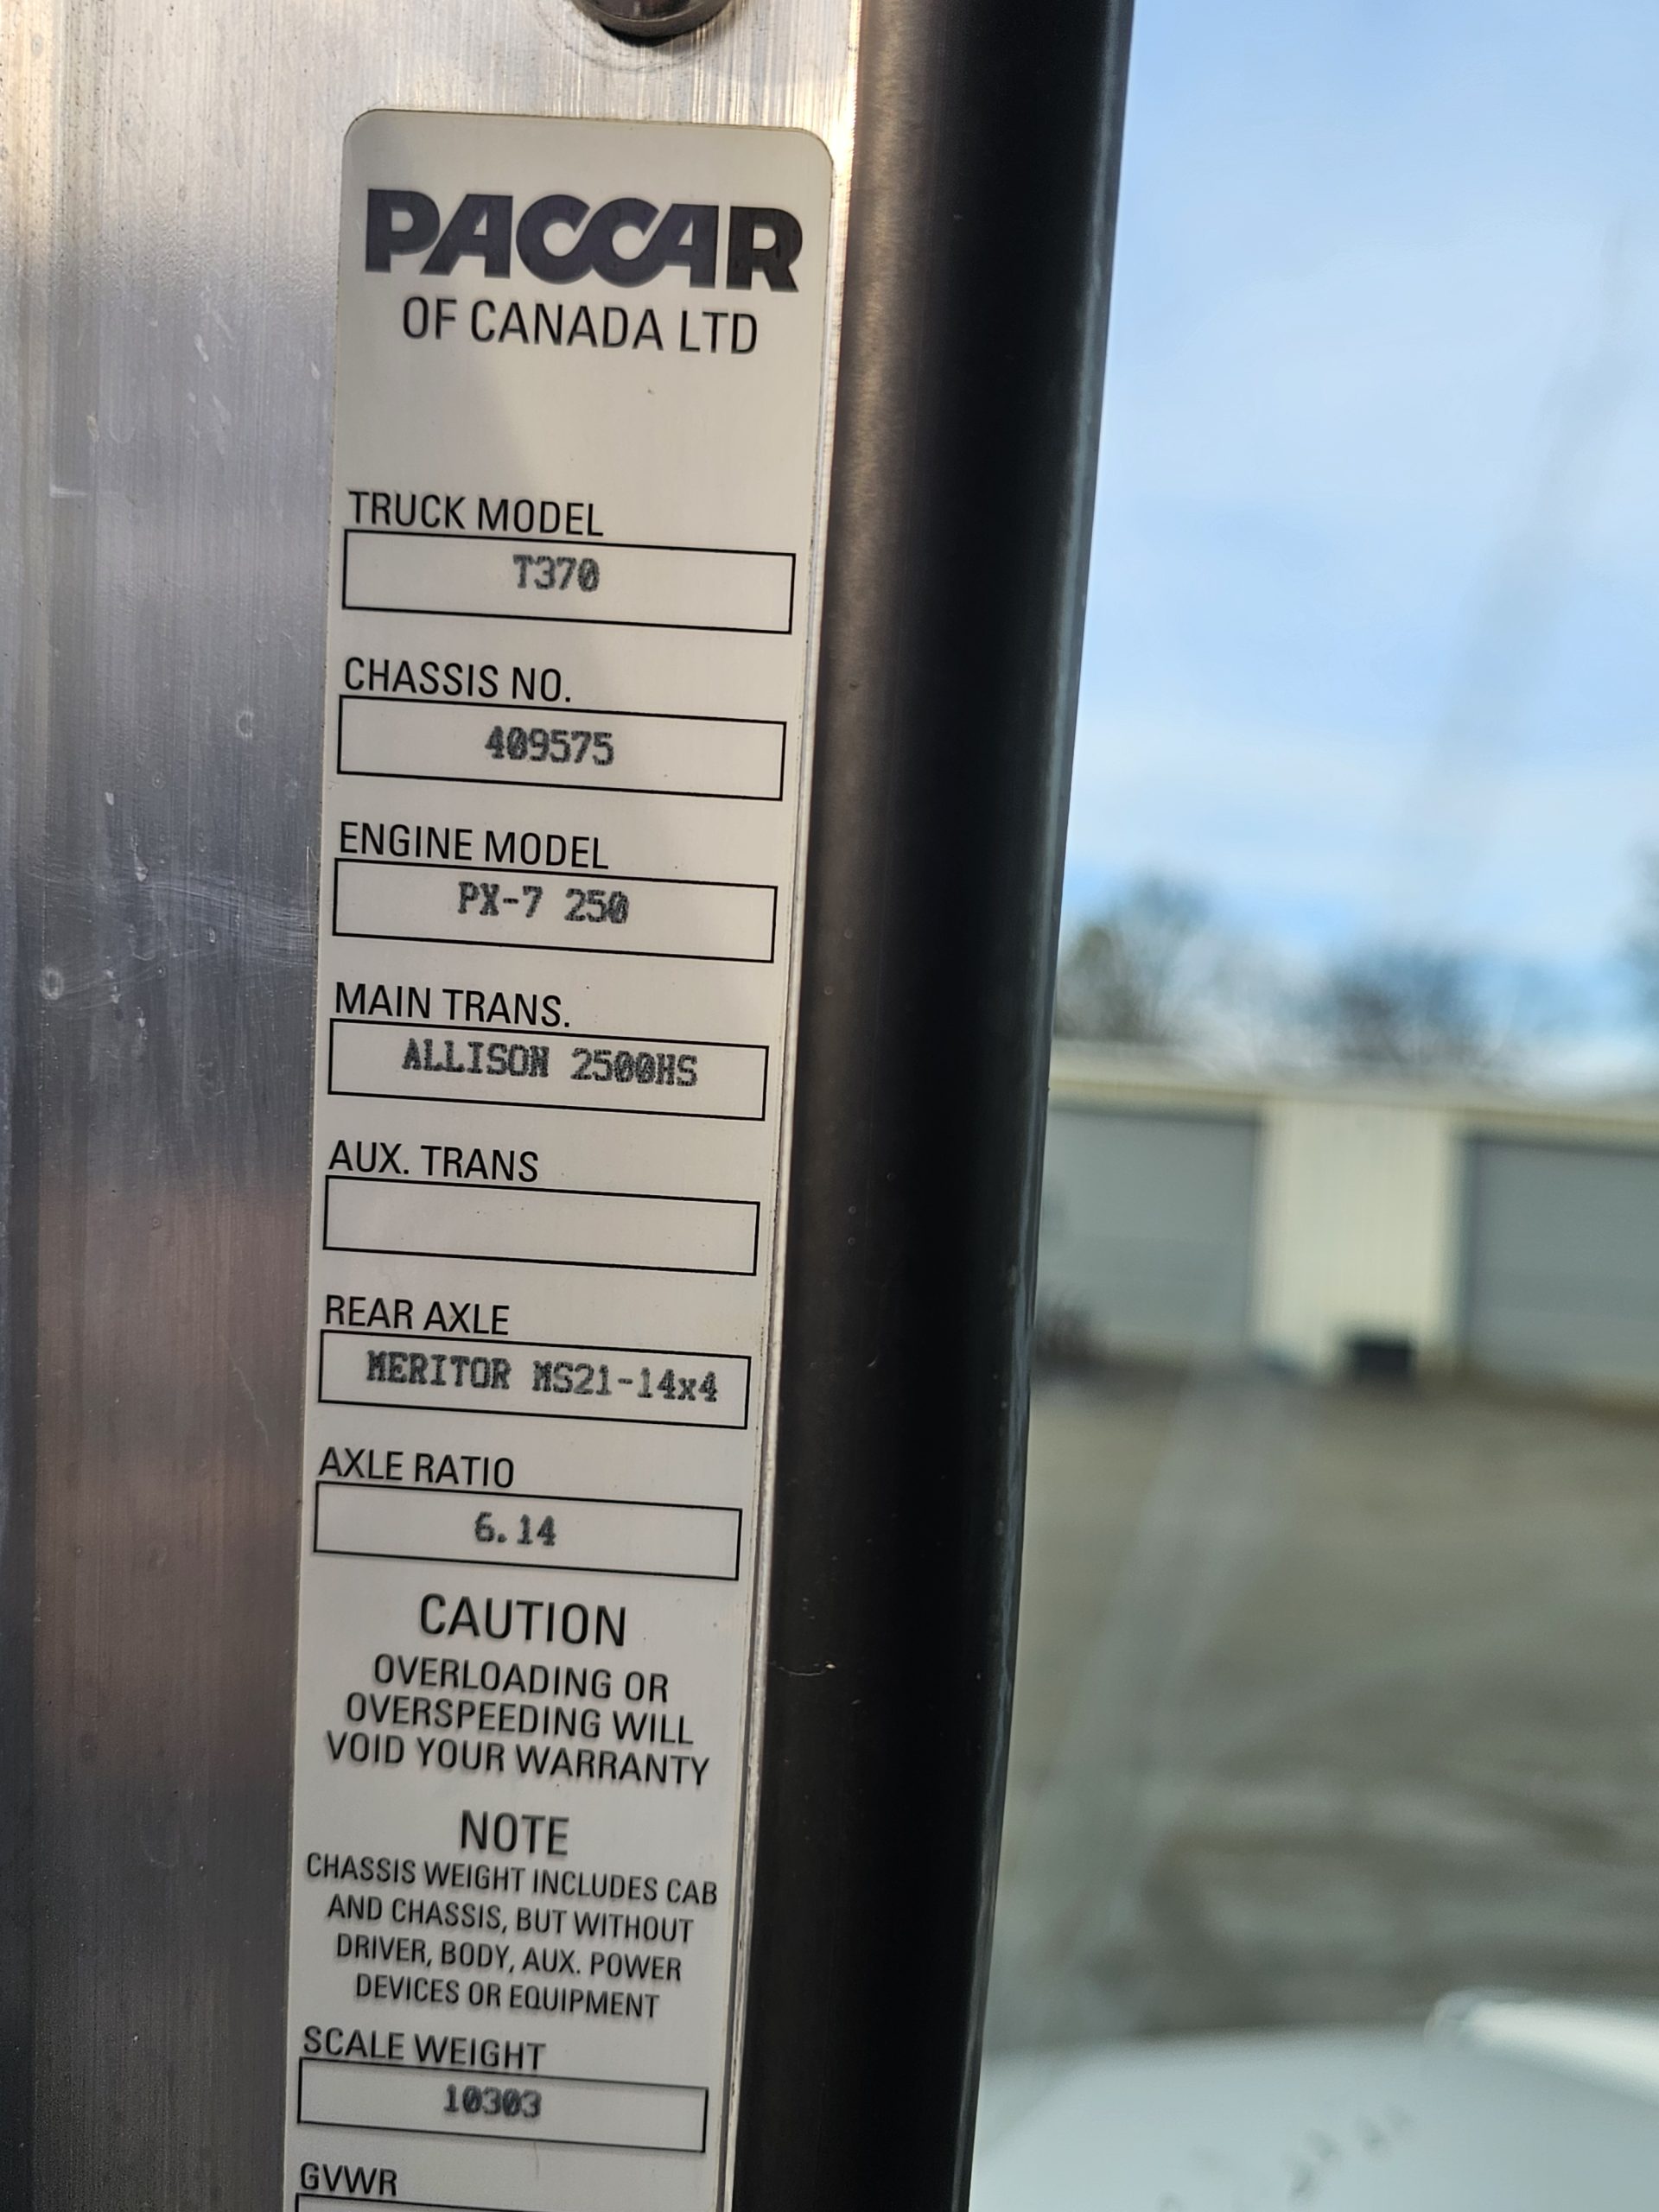 PACCAR
OF CANADA LTD
TRUCK MODEL
T370
CHASSIS NO.
409575
ENGINE MODEL
PX-7 250
MAIN TRANS.
ALLISON 2500HS
AUX. TRANS
REAR AXLE
MERITOR MS21-14x4
AXLE RATIO
6.14
CAUTION
OVERLOADING OR
OVERSPEEDING WILL
VOID YOUR WARRANTY
NOTE
CHASSIS WEIGHT INCLUDES CAB
AND CHASSIS, BUT WITHOUT
DRIVER, BODY, AUX. POWER
DEVICES OR EQUIPMENT
SCALE WEIGHT
10303
GVWR